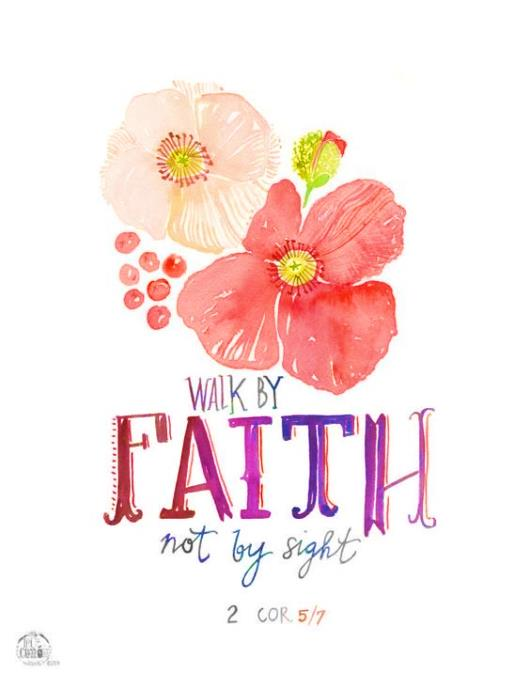 WALK BY
FAITH
not by sight
2 COR 5/7